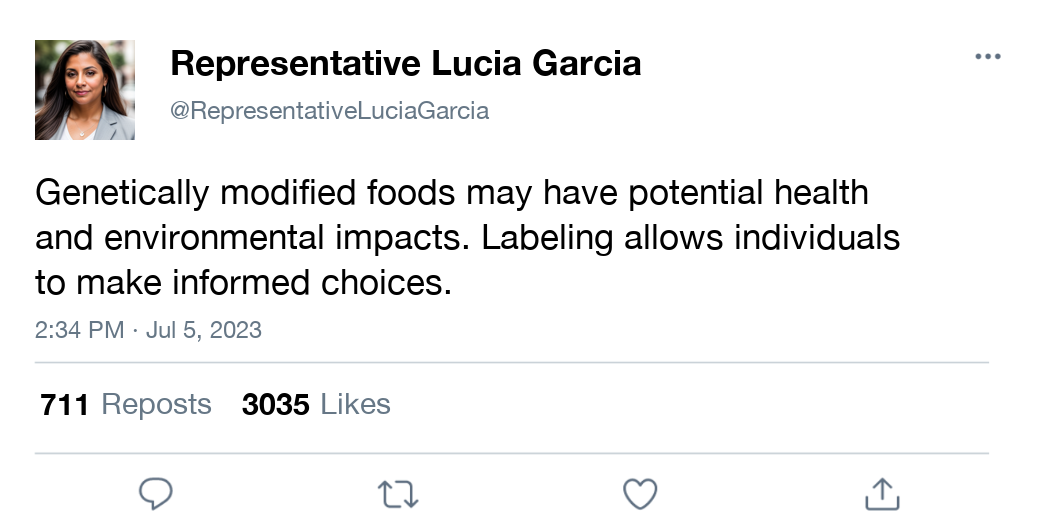 Representative Lucia Garcia
@RepresentativeLuciaGarcia
Genetically modified foods may have potential health
and environmental impacts. Labeling allows individuals
to make informed choices.
2:34 PM · Jul 5, 2023
711 Reposts 3035 Likes